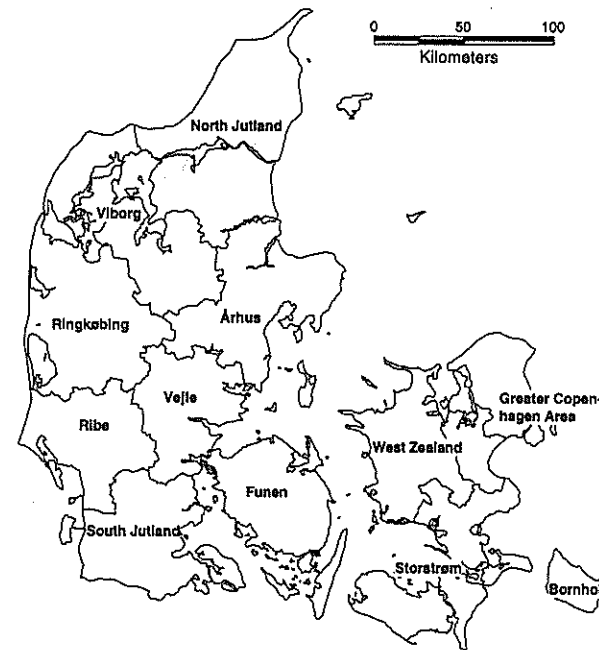 0 50 100
Kilometers
North Jutland
Viborg
Ringkøbing
Århus
Vejle
Ribe
Greater Copen-
hagen Area
West Zealand
Funen
South Jutland
Storstrøm
Bornho